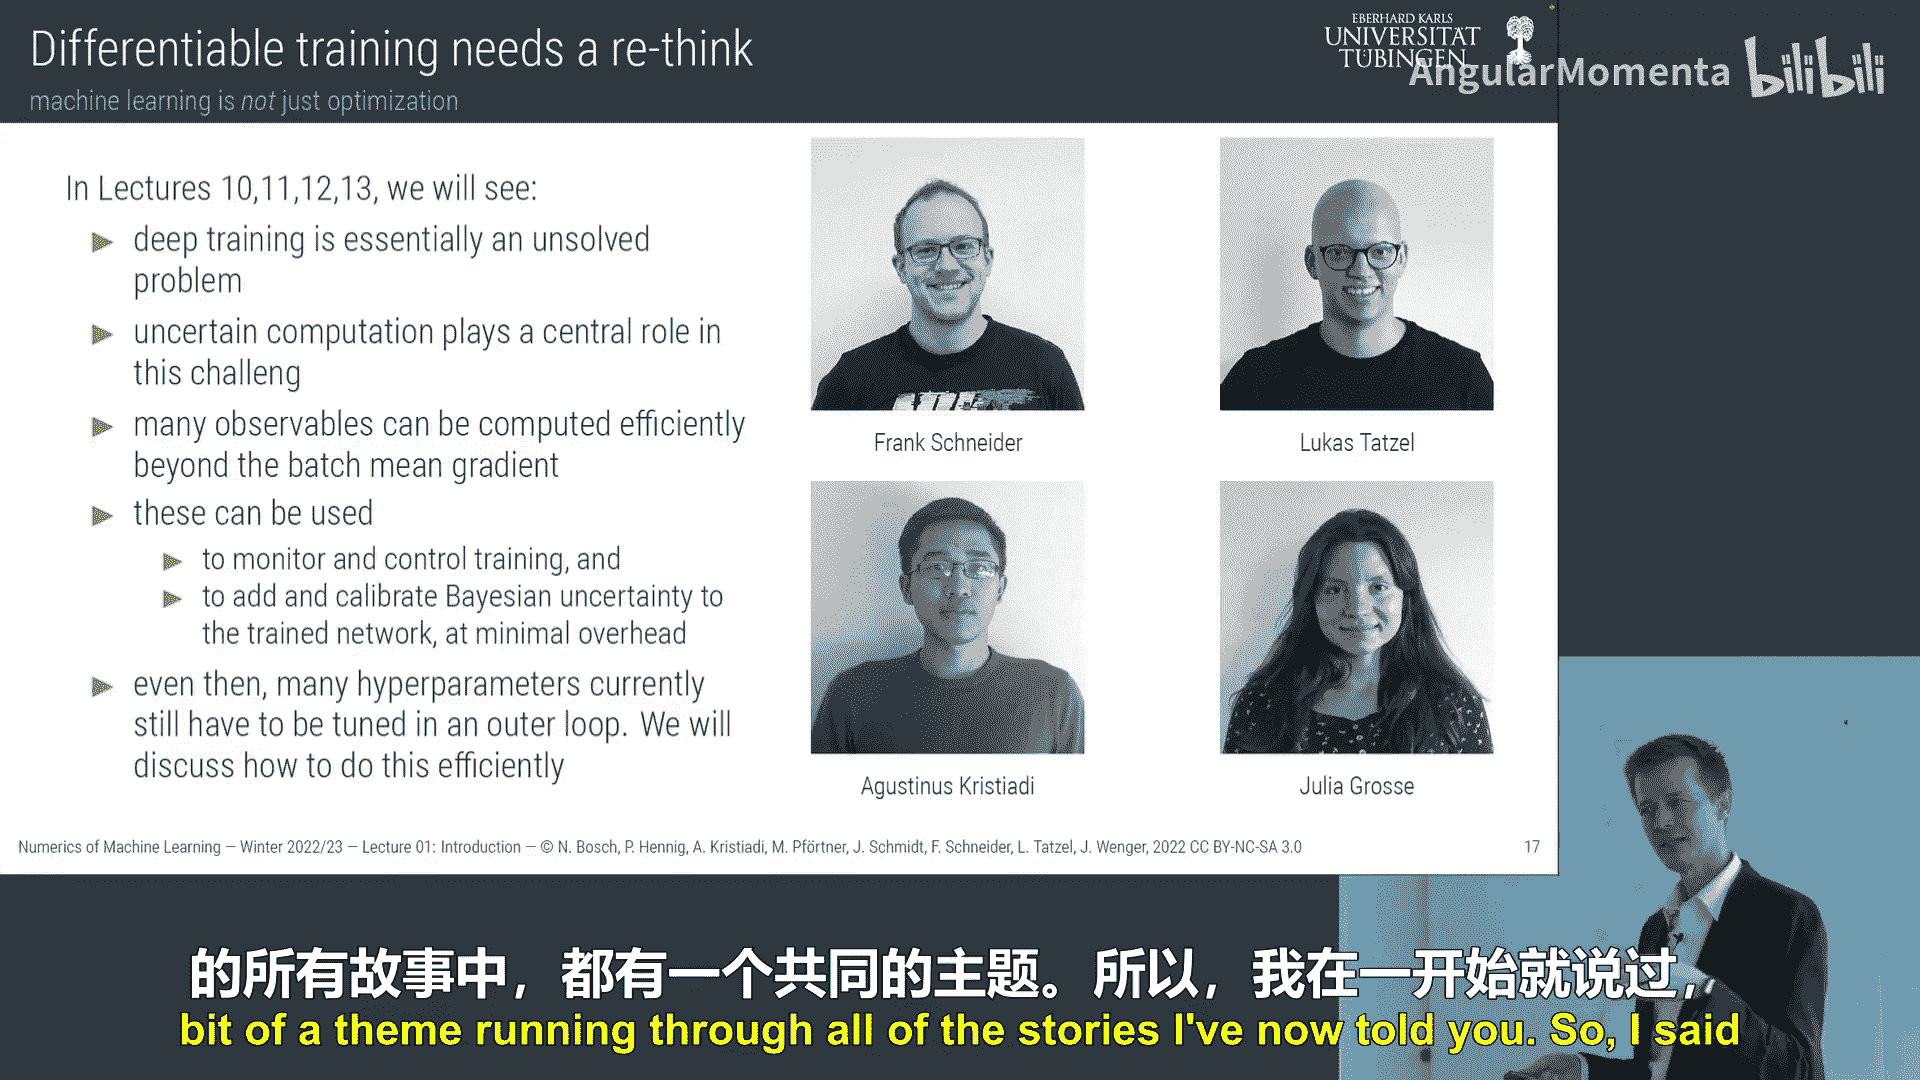 Differentiable training needs a re-think
machine learning is not just optimization
EBERHARD KARLS
UNIVERSITÄT
TÜBINGEN
AngularMomenta
bilibili
In Lectures 10,11,12,13, we will see:
deep training is essentially an unsolved
problem
uncertain computation plays a central role in
this challeng
many observables can be computed efficiently
beyond the batch mean gradient
these can be used
to monitor and control training, and
to add and calibrate Bayesian uncertainty to
the trained network, at minimal overhead
even then, many hyperparameters currently
still have to be tuned in an outer loop. We will
discuss how to do this efficiently
Frank Schneider
Lukas Tatzel
Agustinus Kristiadi
Julia Grosse
Numerics of Machine Learning — Winter 2022/23 — Lecture 01: Introduction — © N. Bosch, P. Hennig, A. Kristiadi, M. Pförtner, J. Schmidt, F. Schneider, L. Tatzel, J. Wenger, 2022 CC BY-NC-SA 3.0
17
的所有故事中，都有一个共同的主题。所以，我在一开始就说过，
bit of a theme running through all of the stories I've now told you. So, I said